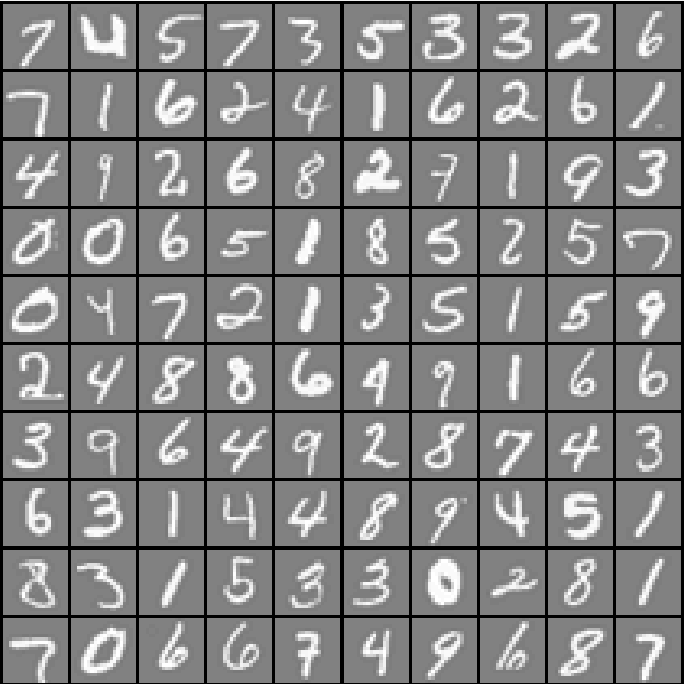 7 4 5 7 3 5 3 3 2 6
7 1 6 2 4 1 6 2 6 1
4 9 2 6 8 2 7 1 9 3
0 0 6 5 1 8 5 2 5 7
0 4 7 2 1 3 5 1 5 9
2 4 8 8 6 9 9 1 6 6
3 9 6 4 9 2 8 7 4 3
6 3 1 4 4 8 9 4 5 1
8 3 1 5 3 3 0 2 8 1
7 0 6 6 7 4 9 6 8 7